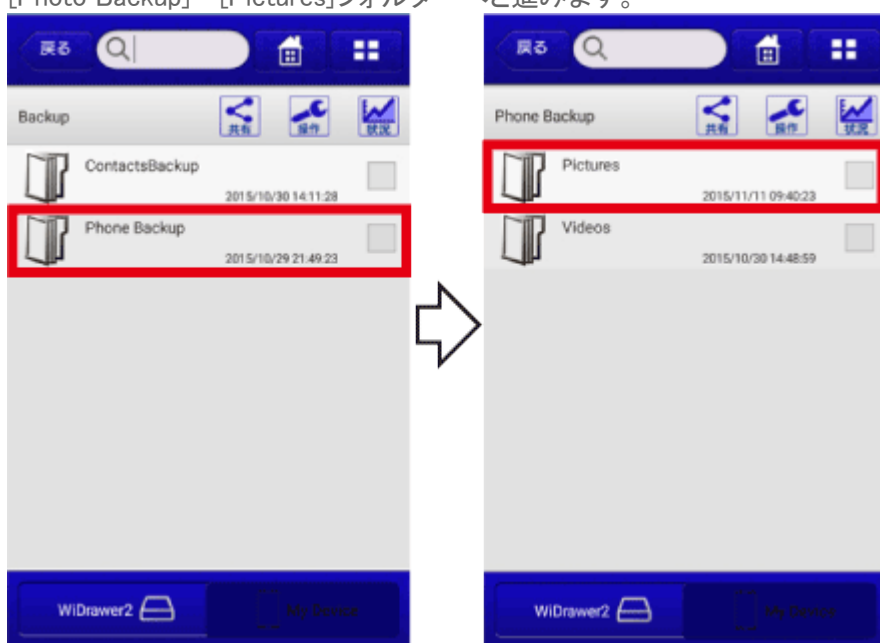 [Photo Backup] [Pictures]フォルダーへと進みます。
戻る
Backup
共有
操作
状況
ContactsBackup
2015/10/30 14:11:28
Phone Backup
2015/10/29 21:49:23
WiDrawer2
My Device
戻る
Phone Backup
共有
操作
状況
Pictures
2015/11/11 09:40:23
Videos
2015/10/30 14:48:59
WiDrawer2
My Device